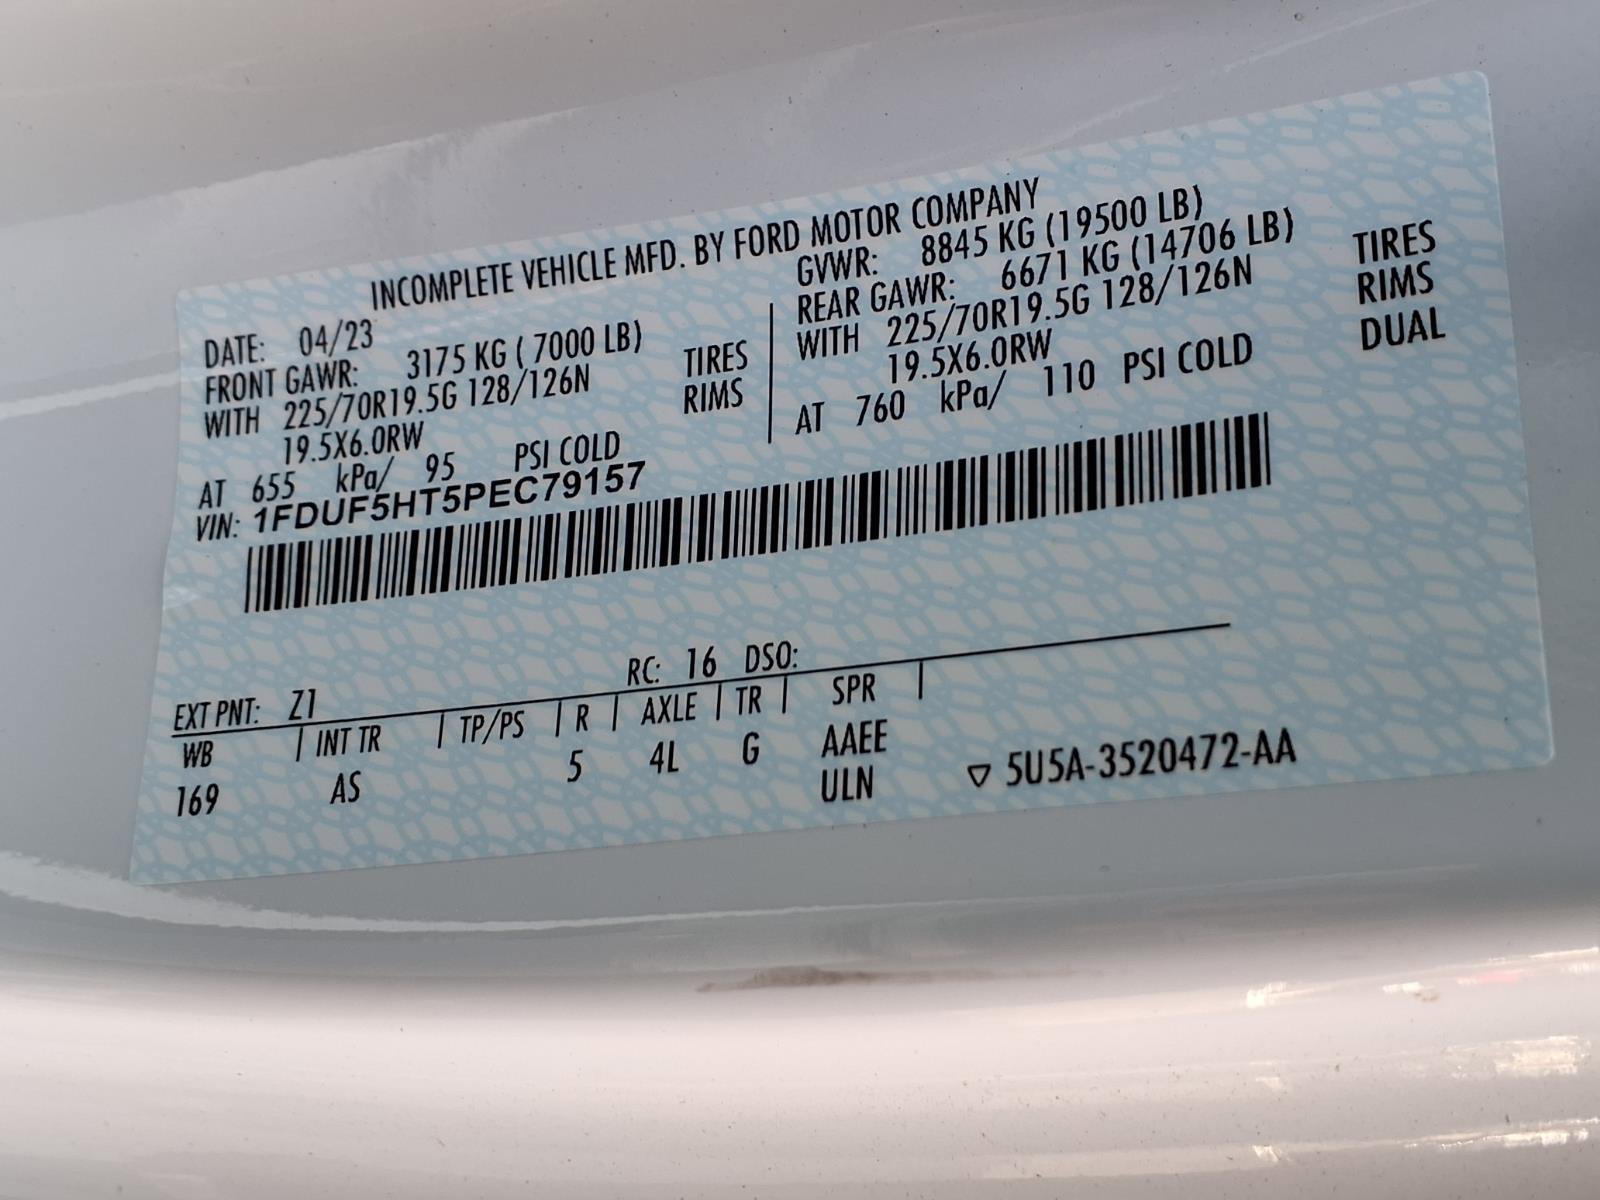 INCOMPLETE VEHICLE MFD. BY FORD MOTOR COMPANY
DATE: 04/23
GVWR: 8845 KG (19500 LB)
FRONT GAWR: 3175 KG ( 7000 LB)
WITH 225/70R19.5G 128/126N TIRES
19.5X6.0RW RIMS
AT 655 kPa/ 95 PSI COLD
REAR GAWR: 6671 KG (14706 LB)
WITH 225/70R19.5G 128/126N TIRES
19.5X6.0RW RIMS
AT 760 kPa/ 110 PSI COLD DUAL
VIN: 1FDUF5HT5PEC79157
EXT PNT: Z1 RC: 16 DSO:
WB | INT TR | TP/PS | R | AXLE | TR | SPR |
169 AS 5 4L G AAEE
ULN
▽ 5U5A-3520472-AA